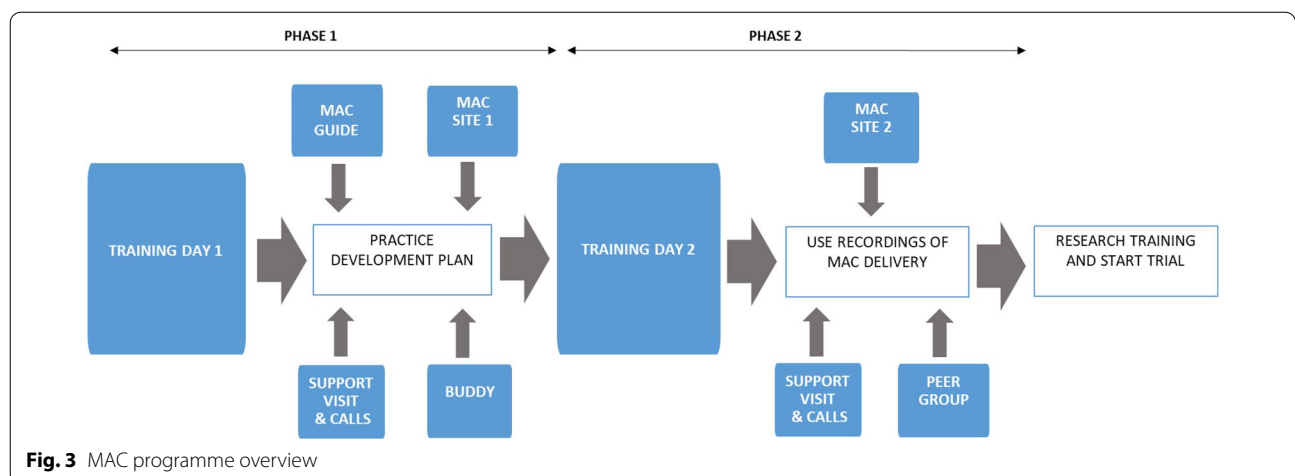 PHASE 1
PHASE 2
MAC
GUIDE
MAC
SITE 1
MAC
SITE 2
TRAINING DAY 1
PRACTICE
DEVELOPMENT PLAN
TRAINING DAY 2
USE RECORDINGS OF
MAC DELIVERY
RESEARCH TRAINING
AND START TRIAL
SUPPORT
VISIT
& CALLS
BUDDY
SUPPORT
VISIT
& CALLS
PEER
GROUP
Fig. 3 MAC programme overview